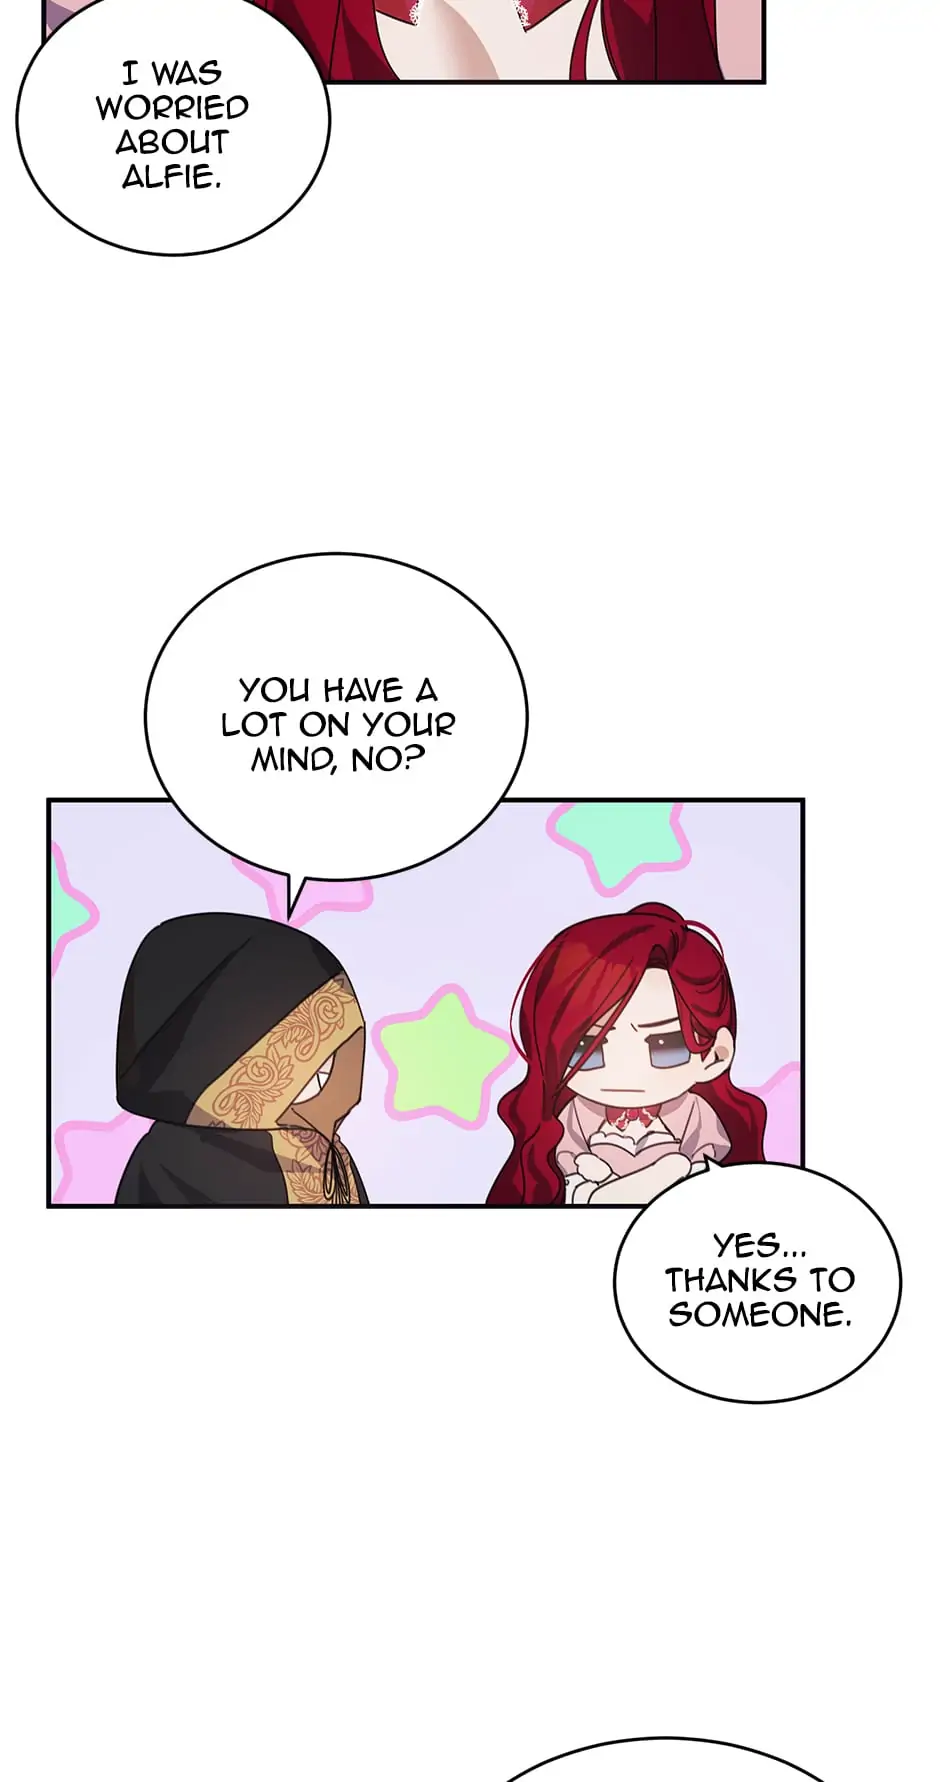 I WAS
WORRIED
ABOUT
ALFIE.
YOU HAVE A
LOT ON YOUR
MIND, NO?
YES...
THANKS TO
SOMEONE.